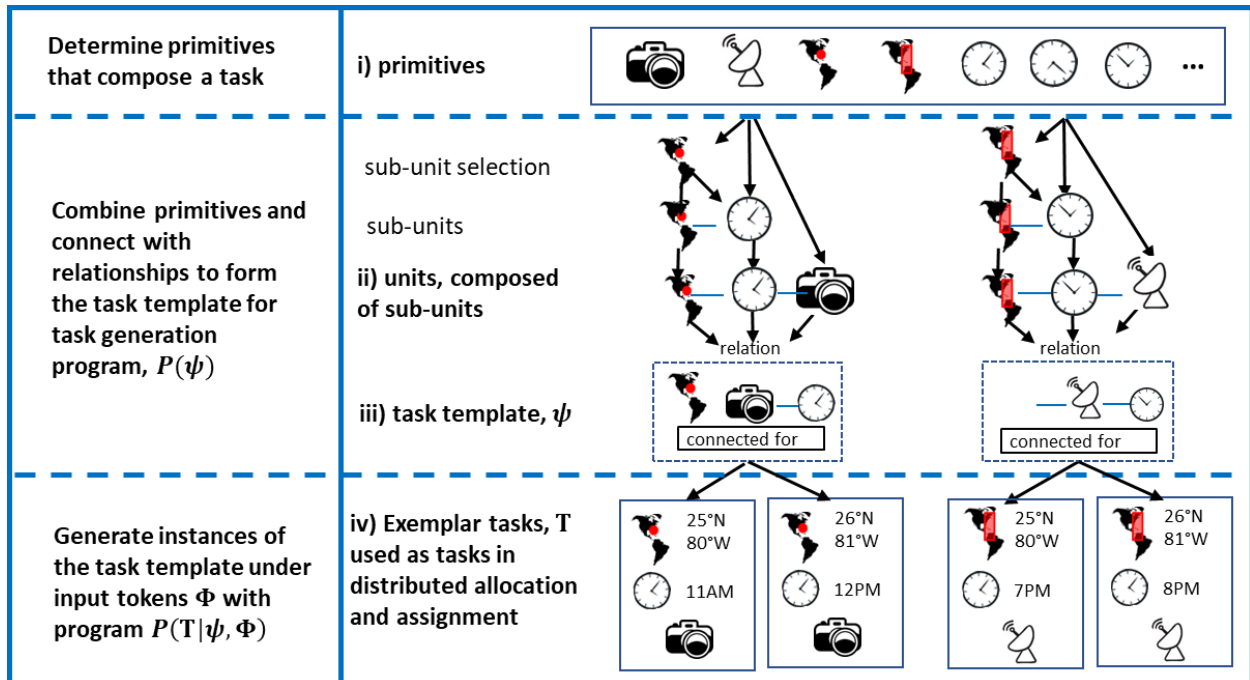 Determine primitives
that compose a task
i) primitives
...
Combine primitives and
connect with
relationships to form
the task template for
task generation
program, P(ψ)
sub-unit selection
sub-units
ii) units, composed
of sub-units
relation
relation
iii) task template, ψ
connected for
connected for
Generate instances of
the task template under
input tokens Φ with
program P(T|ψ, Φ)
iv) Exemplar tasks, T
used as tasks in
distributed allocation
and assignment
25°N
80°W
11AM
26°N
81°W
12PM
25°N
80°W
7PM
26°N
81°W
8PM